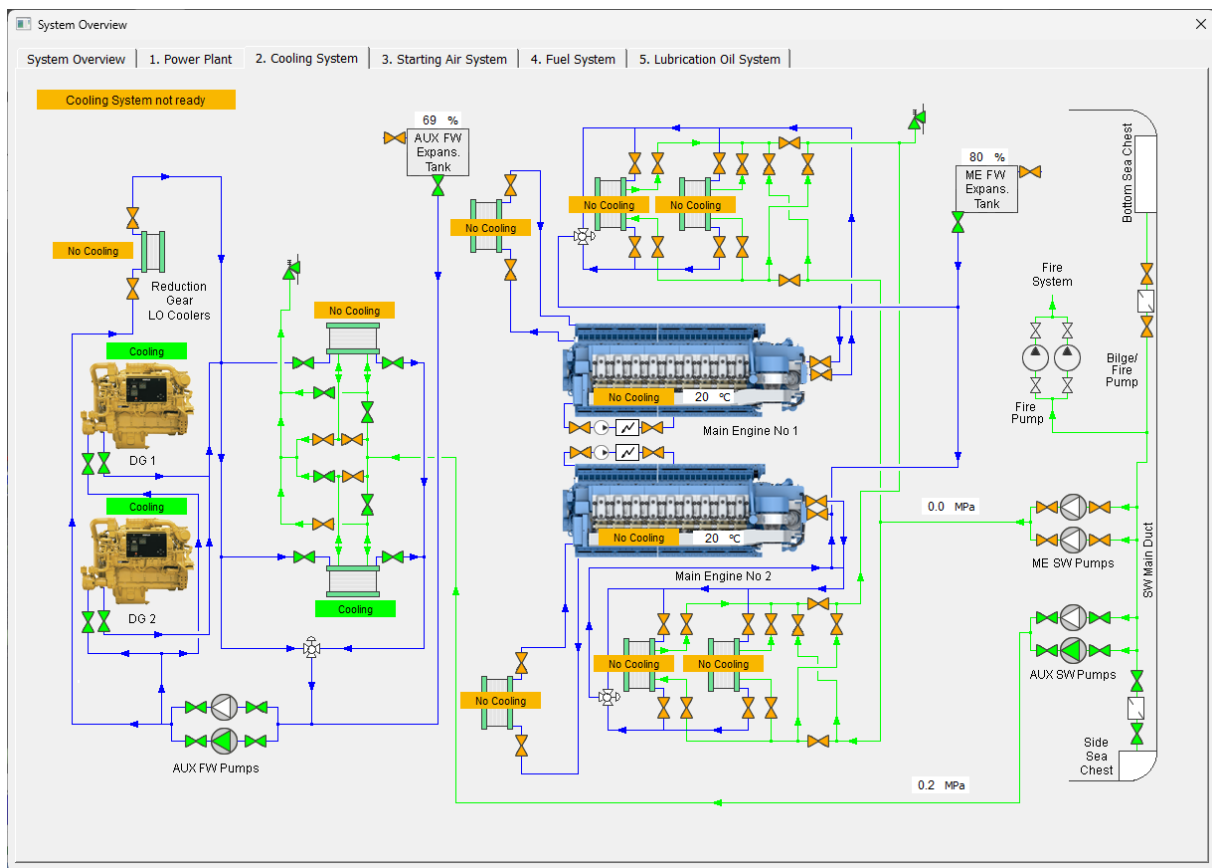 System Overview
System Overview
1. Power Plant
2. Cooling System
3. Starting Air System
4. Fuel System
5. Lubrication Oil System
Cooling System not ready
69 %
AUX FW
Expans.
Tank
80 %
ME FW
Expans.
Tank
Bottom Sea Chest
No Cooling
No Cooling
No Cooling
No Cooling
Reduction
Gear
LO Coolers
Fire
System
No Cooling
Cooling
Bilge/
Fire
Pump
Fire
Pump
No Cooling
20 °C
Main Engine No 1
DG 1
Cooling
0.0 MPa
No Cooling
20 °C
ME SW Pumps
Main Engine No 2
SW Main Duct
Cooling
DG 2
No Cooling
No Cooling
AUX SW Pumps
No Cooling
Side
Sea
Chest
AUX FW Pumps
0.2 MPa